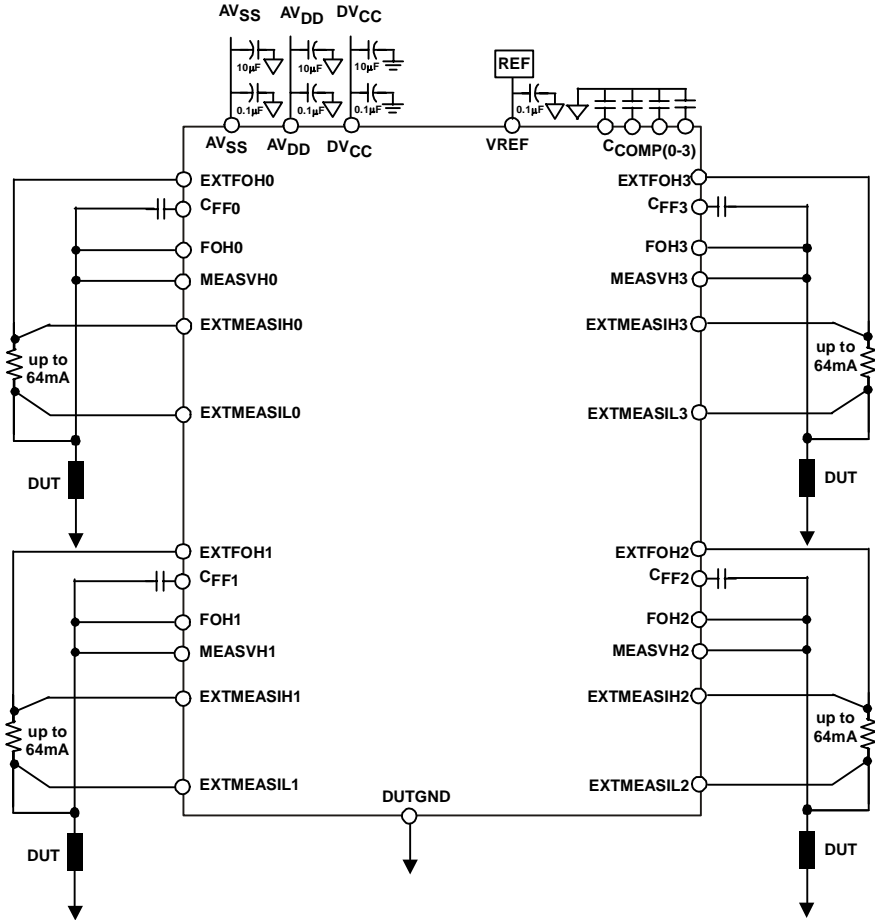 AVSS AVDD DVCC
10µF 10µF 10µF
REF
0.1µF 0.1µF 0.1µF 0.1µF
AVSS AVDD DVCC VREF CCOMP(0-3)
EXTFOH0 EXTFOH3
CFF0 CFF3
FOH0 FOH3
MEASVH0 MEASVH3
EXTMEASIH0 EXTMEASIH3
up to up to
64mA 64mA
EXTMEASIL0 EXTMEASIL3
DUT DUT
EXTFOH1 EXTFOH2
CFF1 CFF2
FOH1 FOH2
MEASVH1 MEASVH2
EXTMEASIH1 EXTMEASIH2
up to up to
64mA 64mA
EXTMEASIL1 EXTMEASIL2
DUTGND
DUT DUT